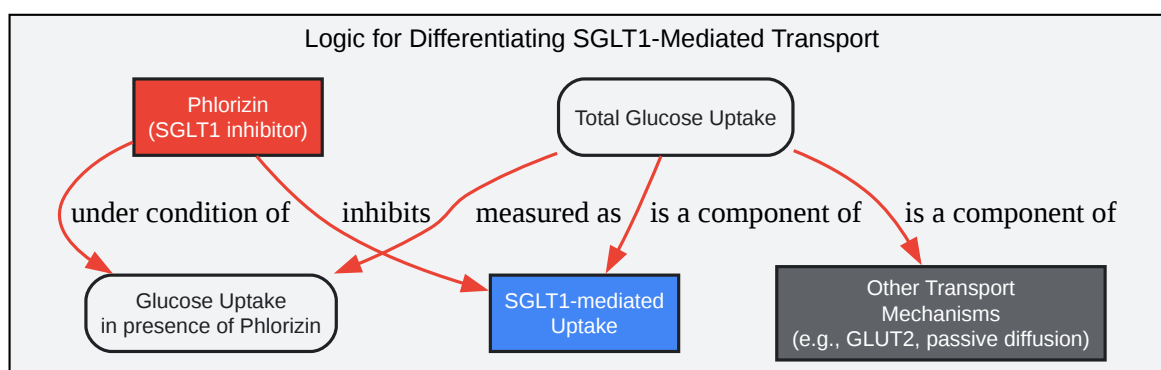 Logic for Differentiating SGLT1-Mediated Transport
Phlorizin
(SGLT1 inhibitor)
Total Glucose Uptake
under condition of
inhibits
measured as
is a component of
is a component of
Glucose Uptake
in presence of Phlorizin
SGLT1-mediated
Uptake
Other Transport
Mechanisms
(e.g., GLUT2, passive diffusion)